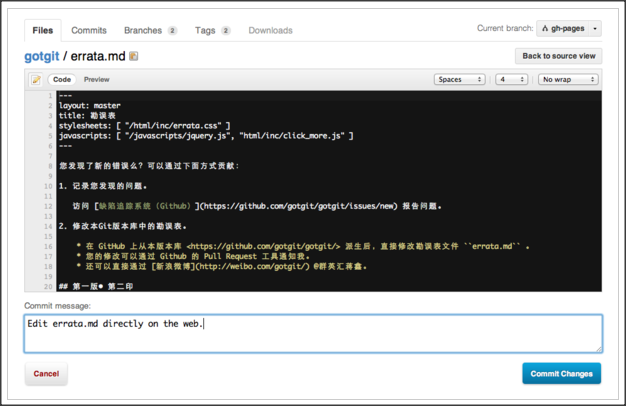 Files Commits Branches 2 Tags 2 Downloads Current branch: gh-pages
gotgit / errata.md
Back to source view
Code Preview Spaces 4 No wrap
1 ---
2 layout: master
3 title: 勘误表
4 stylesheets: [ "/html/inc/errata.css" ]
5 javascripts: [ "/javascripts/jquery.js", "html/inc/click_more.js" ]
6 ---
7
8 您发现了新的错误么？可以通过下面方式贡献：
9
10 1. 记录您发现的问题。
11
12 访问 [缺陷追踪系统（Github）](https://github.com/gotgit/gotgit/issues/new) 报告问题。
13
14 2. 修改本Git版本库中的勘误表。
15
16 * 在 GitHub 上从本版本库 <https://github.com/gotgit/gotgit/> 派生后，直接修改勘误表文件 ``errata.md`` 。
17 * 您的修改可以通过 Github 的 Pull Request 工具通知我。
18 * 还可以直接通过 [新浪微博](http://weibo.com/gotgit/) @群英汇蒋鑫。
19
20 ## 第一版● 第二印
Commit message:
Edit errata.md directly on the web.
Cancel Commit Changes